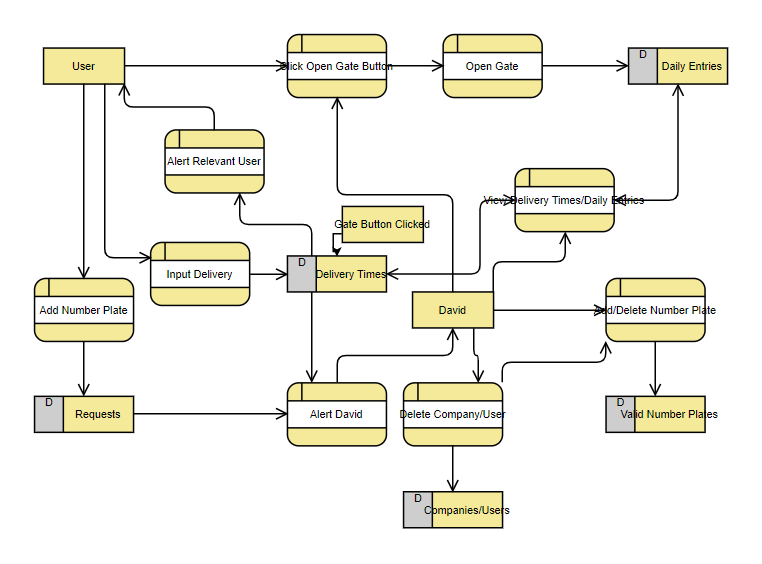 User
Click Open Gate Button
Open Gate
D
Daily Entries
Alert Relevant User
View Delivery Times/Daily Entries
Gate Button Clicked
Input Delivery
D
Delivery Times
Add Number Plate
David
Add/Delete Number Plate
D
Requests
Alert David
Delete Company/User
D
Valid Number Plates
D
Companies/Users